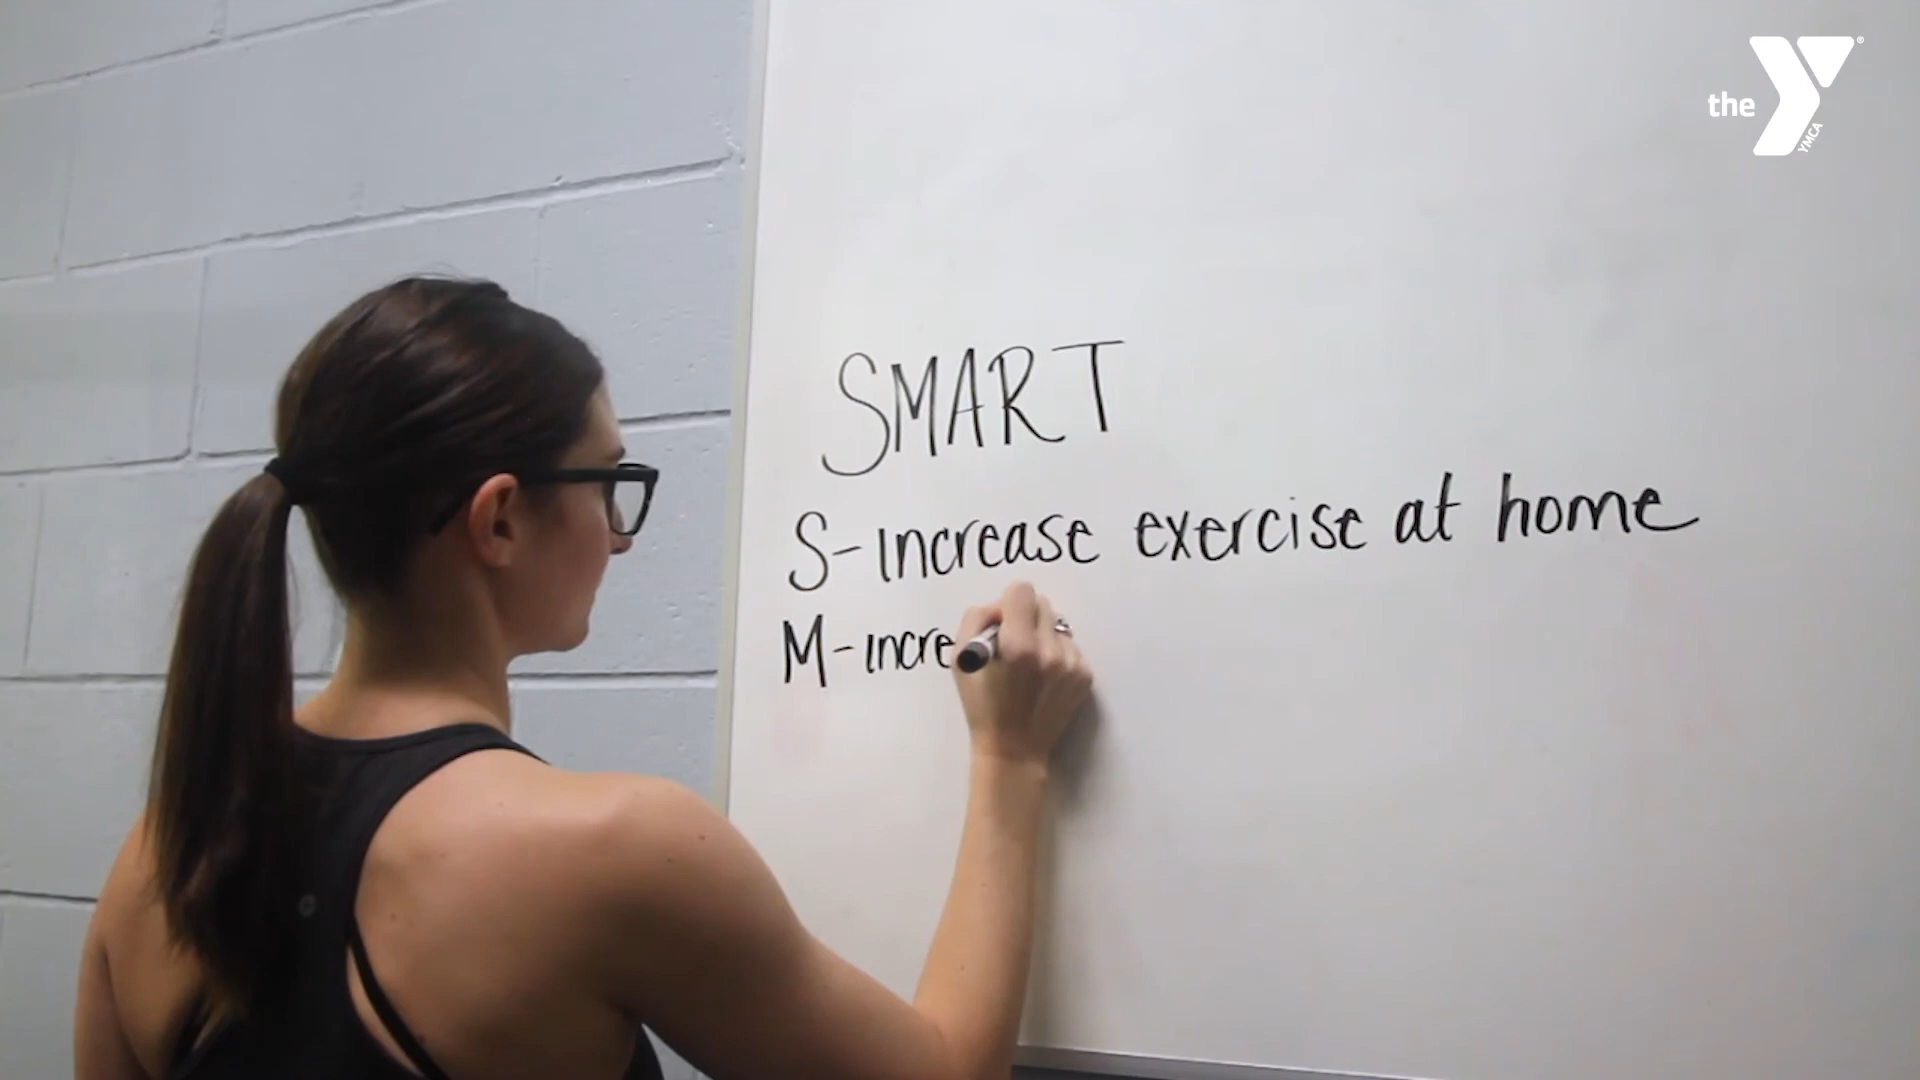 the
YMCA
SMART
S-increase exercise at home
M-incre